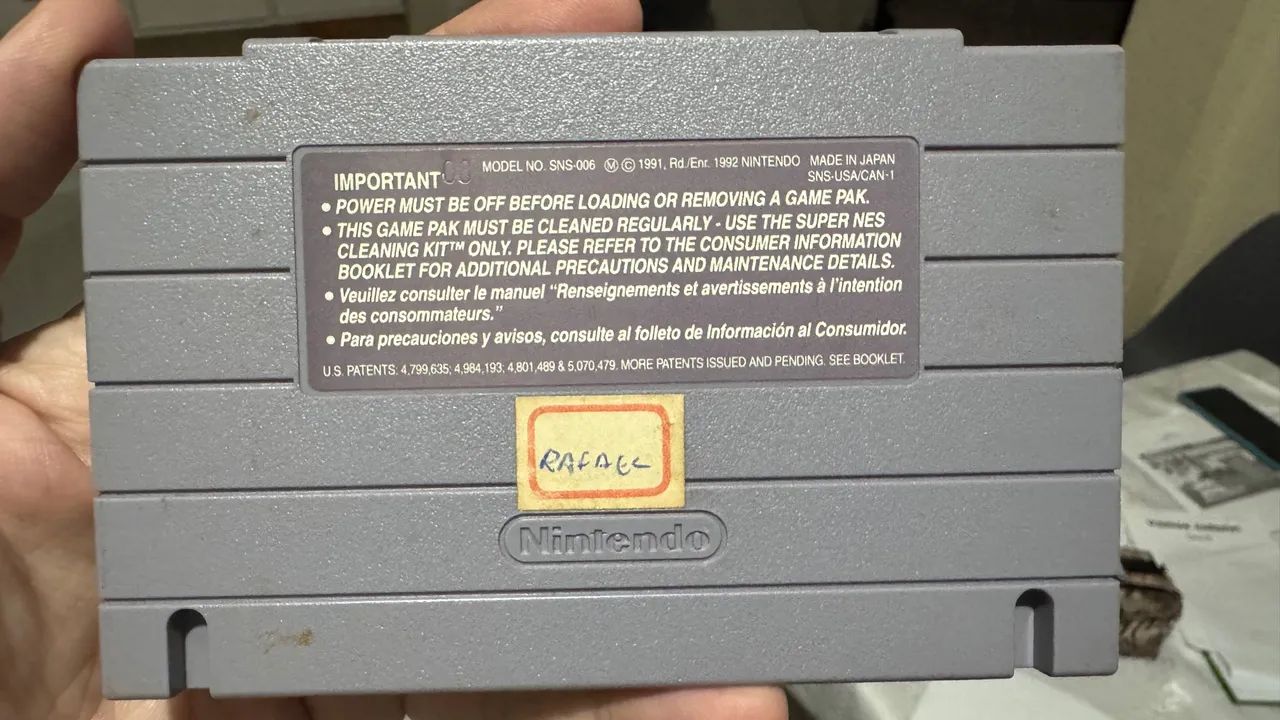 IMPORTANT MODEL NO. SNS-006 Ⓜ © 1991, Rd./Enr. 1992 NINTENDO MADE IN JAPAN
SNS-USA/CAN-1
• POWER MUST BE OFF BEFORE LOADING OR REMOVING A GAME PAK.
• THIS GAME PAK MUST BE CLEANED REGULARLY - USE THE SUPER NES
CLEANING KIT™ ONLY. PLEASE REFER TO THE CONSUMER INFORMATION
BOOKLET FOR ADDITIONAL PRECAUTIONS AND MAINTENANCE DETAILS.
• Veuillez consulter le manuel “Renseignements et avertissements à l’intention
des consommateurs.”
• Para precauciones y avisos, consulte al folleto de Información al Consumidor.
U.S. PATENTS: 4,799,635; 4,984,193; 4,801,489 & 5,070,479. MORE PATENTS ISSUED AND PENDING. SEE BOOKLET.
RAFAEL
Nintendo